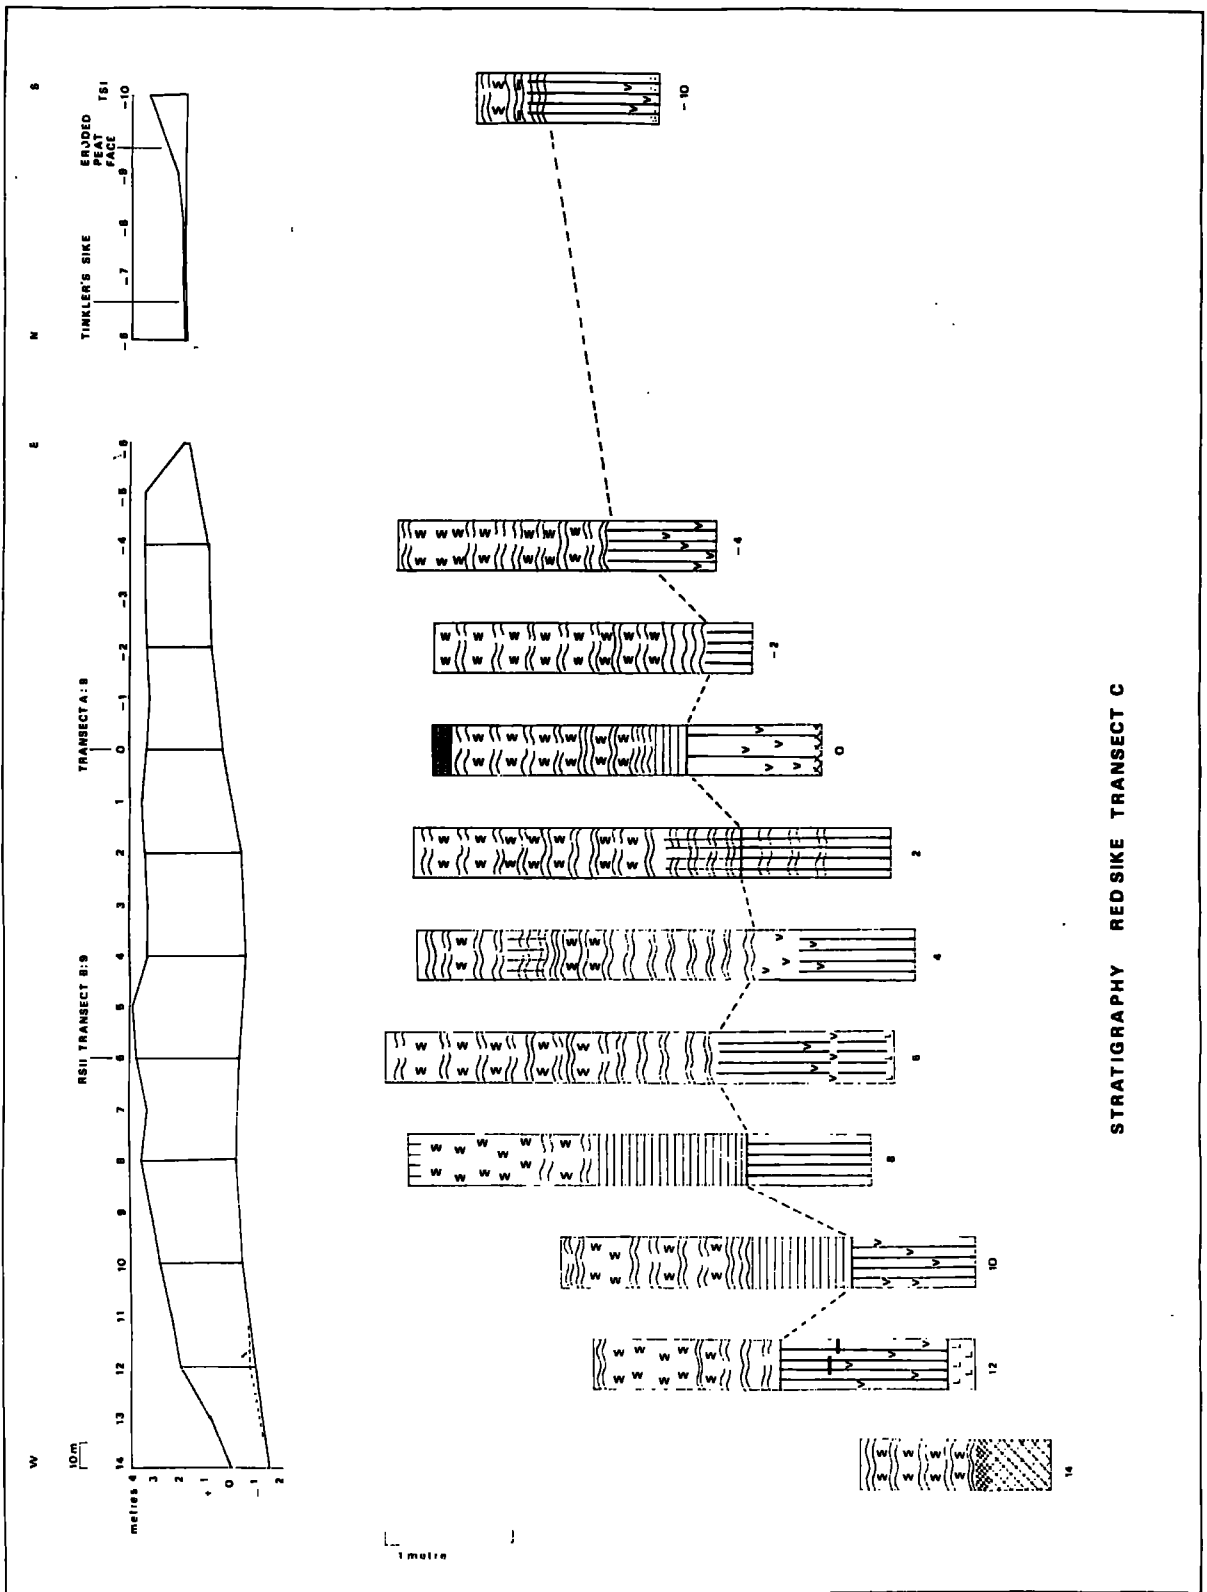 W E N S
10m RSII TRANSECT B:9 TRANSECT A:9 TINKLER'S SIKE ERODED PEAT FACE TSI
14 13 12 11 10 9 8 7 6 5 4 3 2 1 0 –1 –2 –3 –4 –5 –6 –6 –7 –8 –9 –10
metres 4
3
2
+ 1
0
– 1
2
1 metre
14 12 10 8 6 4 2 0 –2 –4 –10
STRATIGRAPHY REDSIKE TRANSECT C